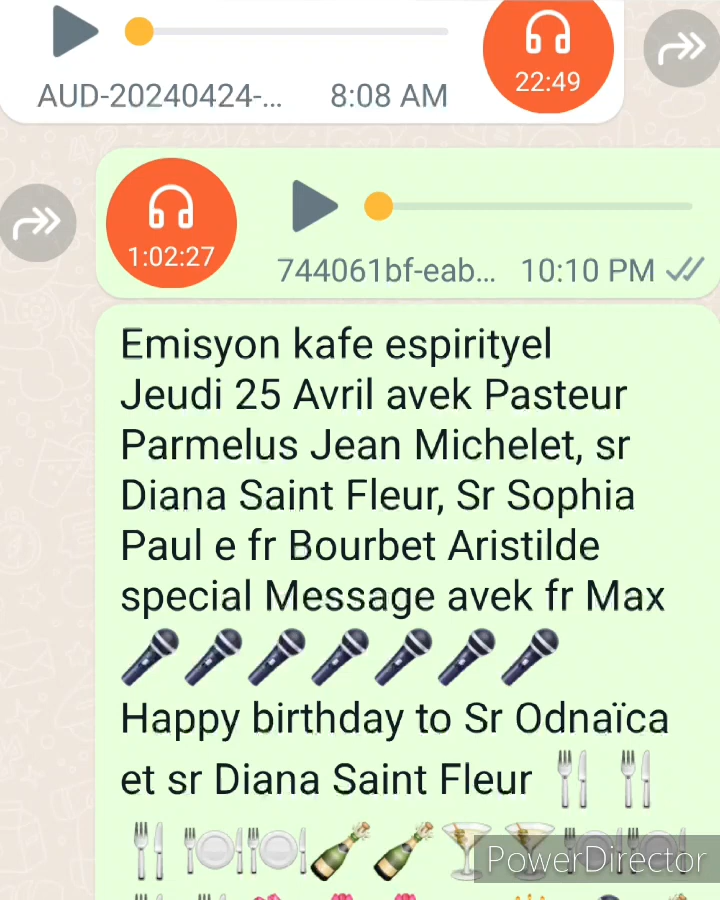 AUD-20240424-... 8:08 AM
22:49
1:02:27
744061bf-eab... 10:10 PM
Emisyon kafe espirityel
Jeudi 25 Avril avek Pasteur
Parmelus Jean Michelet, sr
Diana Saint Fleur, Sr Sophia
Paul e fr Bourbet Aristilde
special Message avek fr Max
🎤🎤🎤🎤🎤🎤🎤
Happy birthday to Sr Odnaïca
et sr Diana Saint Fleur 🍴 🍴
🍴 🍽🍽🍾🍾🍸🍸🍽🍽
PowerDirector